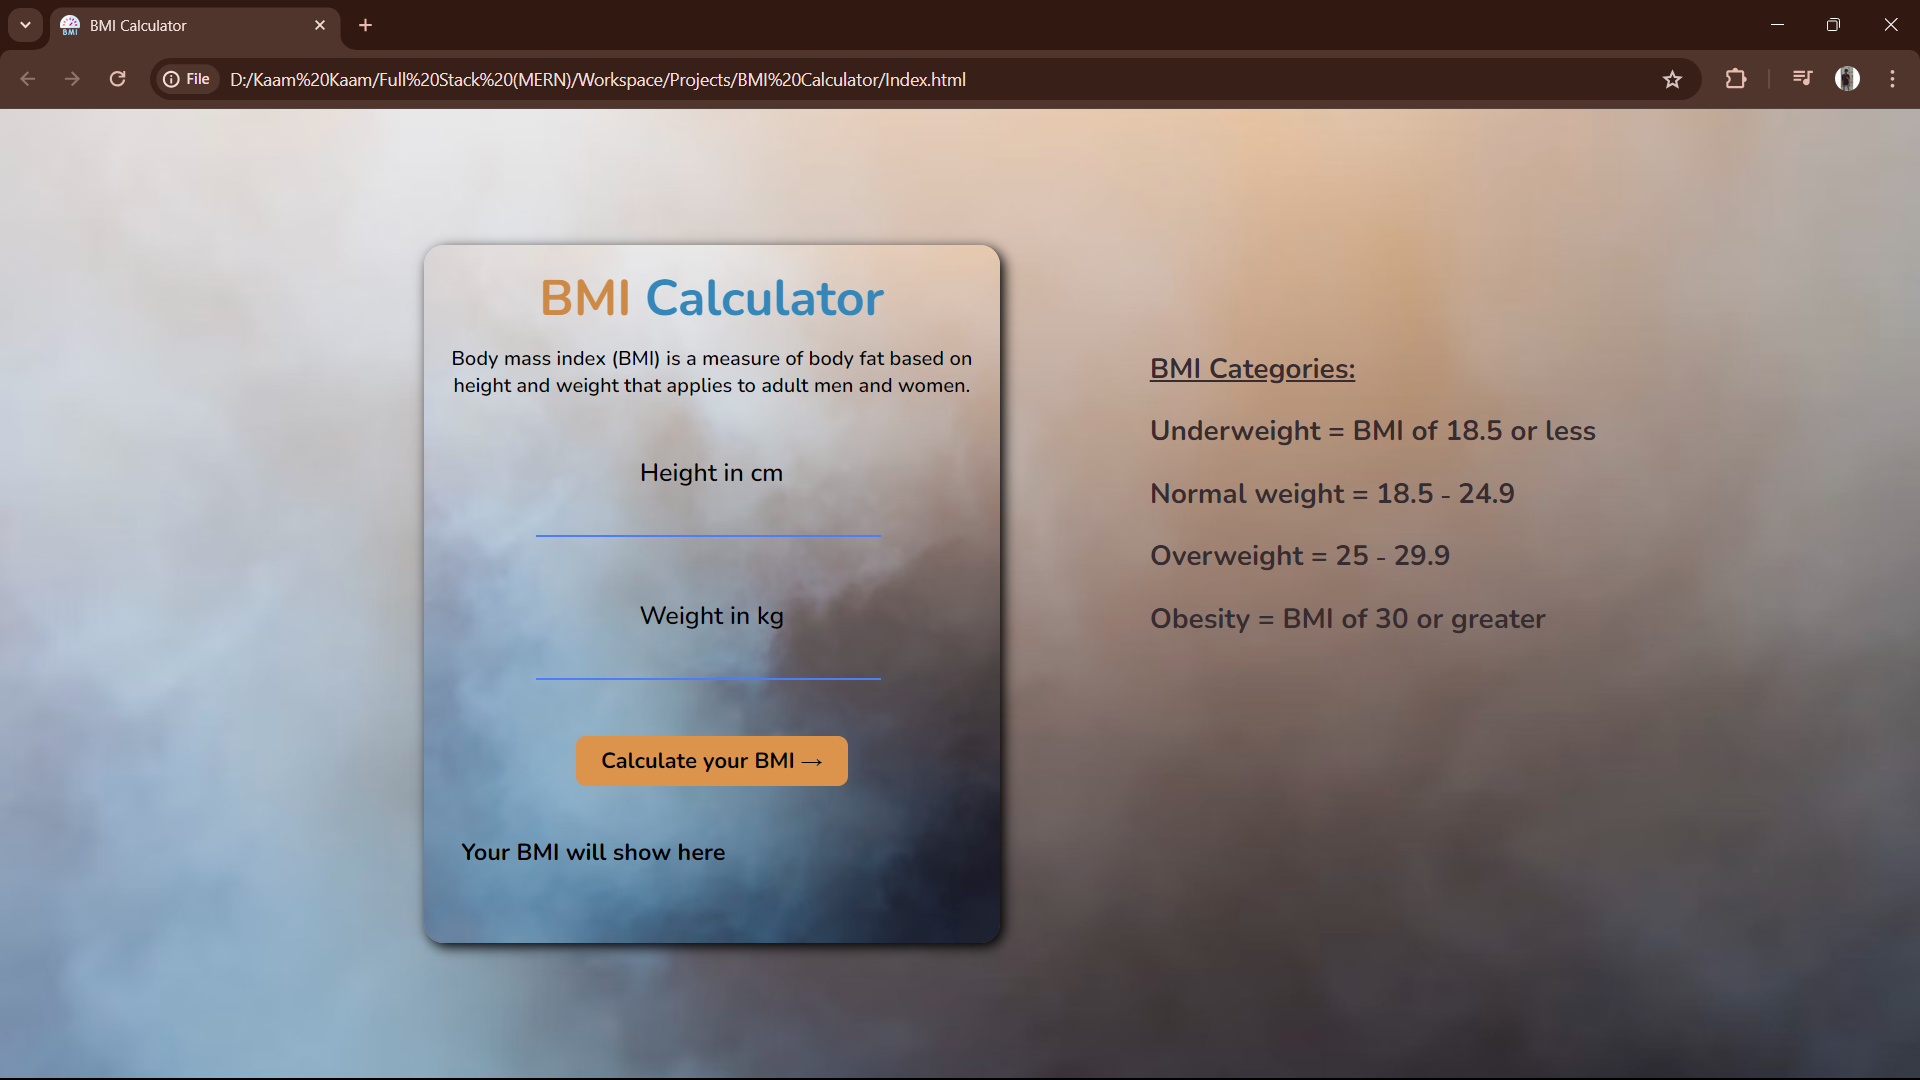 BMI Calculator
File D:/Kaam%20Kaam/Full%20Stack%20(MERN)/Workspace/Projects/BMI%20Calculator/Index.html
BMI Calculator
Body mass index (BMI) is a measure of body fat based on
height and weight that applies to adult men and women.
Height in cm
Weight in kg
Calculate your BMI →
Your BMI will show here
BMI Categories:
Underweight = BMI of 18.5 or less
Normal weight = 18.5 - 24.9
Overweight = 25 - 29.9
Obesity = BMI of 30 or greater